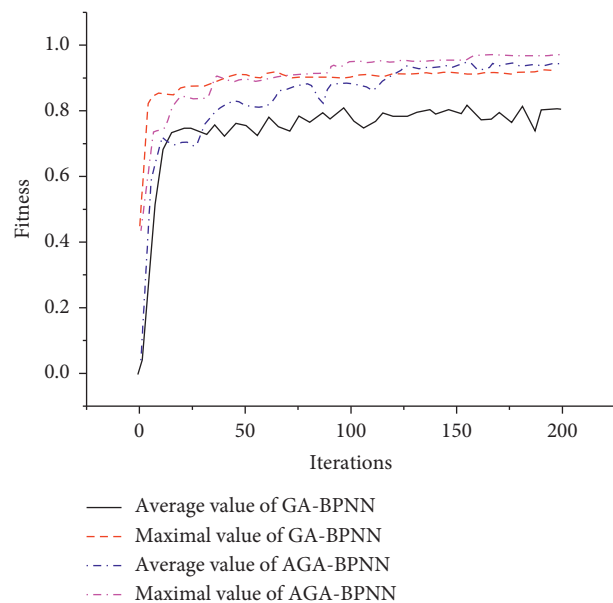 1.0
0.8
0.6
0.4
0.2
0.0
Fitness
0 50 100 150 200
Iterations
Average value of GA-BPNN
Maximal value of GA-BPNN
Average value of AGA-BPNN
Maximal value of AGA-BPNN